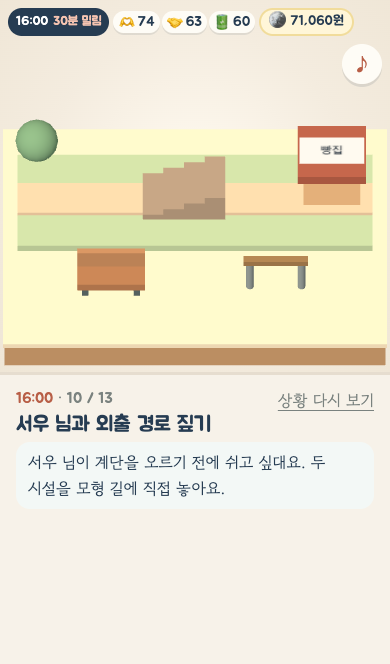 16:00 30분 밀림 74 63 60 71,060원
♪
빵집
16:00 · 10 / 13
상황 다시 보기
서우 님과 외출 경로 짚기
서우 님이 계단을 오르기 전에 쉬고 싶대요. 두
시설을 모형 길에 직접 놓아요.